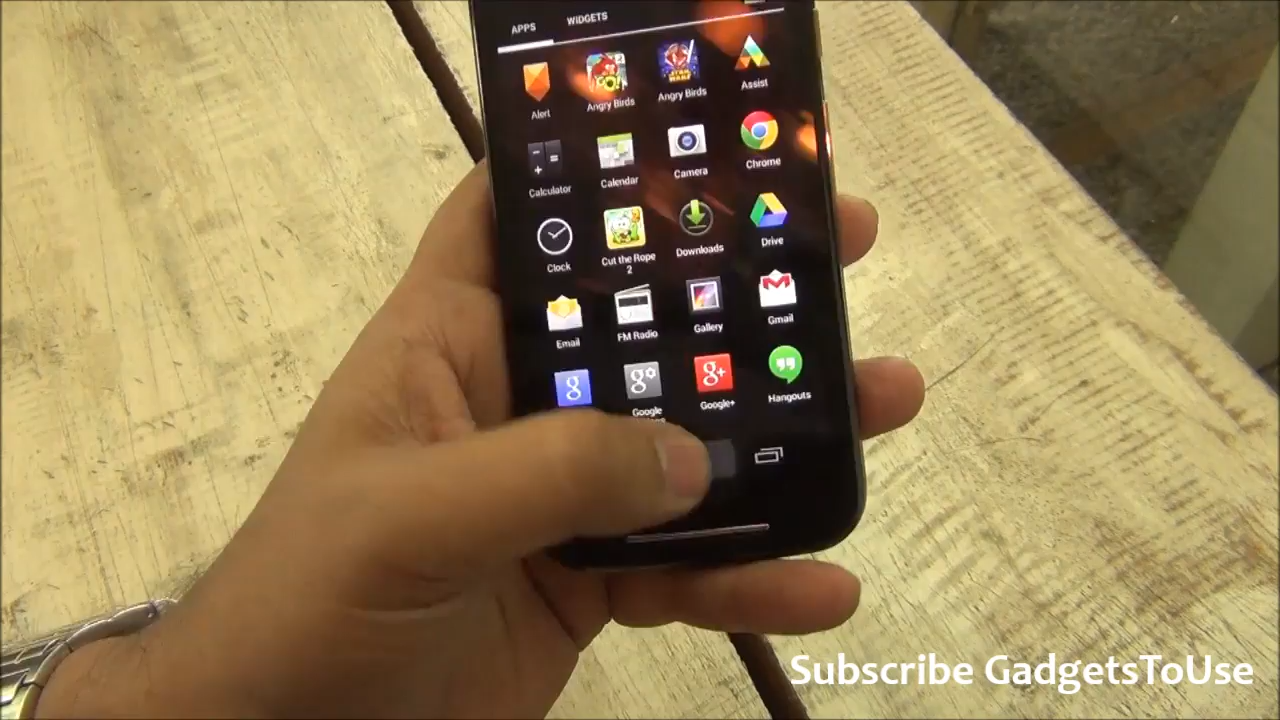 APPS WIDGETS
Alert Angry Birds Angry Birds Assist
Calculator Calendar Camera Chrome
Clock Cut the Rope 2 Downloads Drive
Email FM Radio Gallery Gmail
Google Google+ Hangouts
Subscribe GadgetsToUse